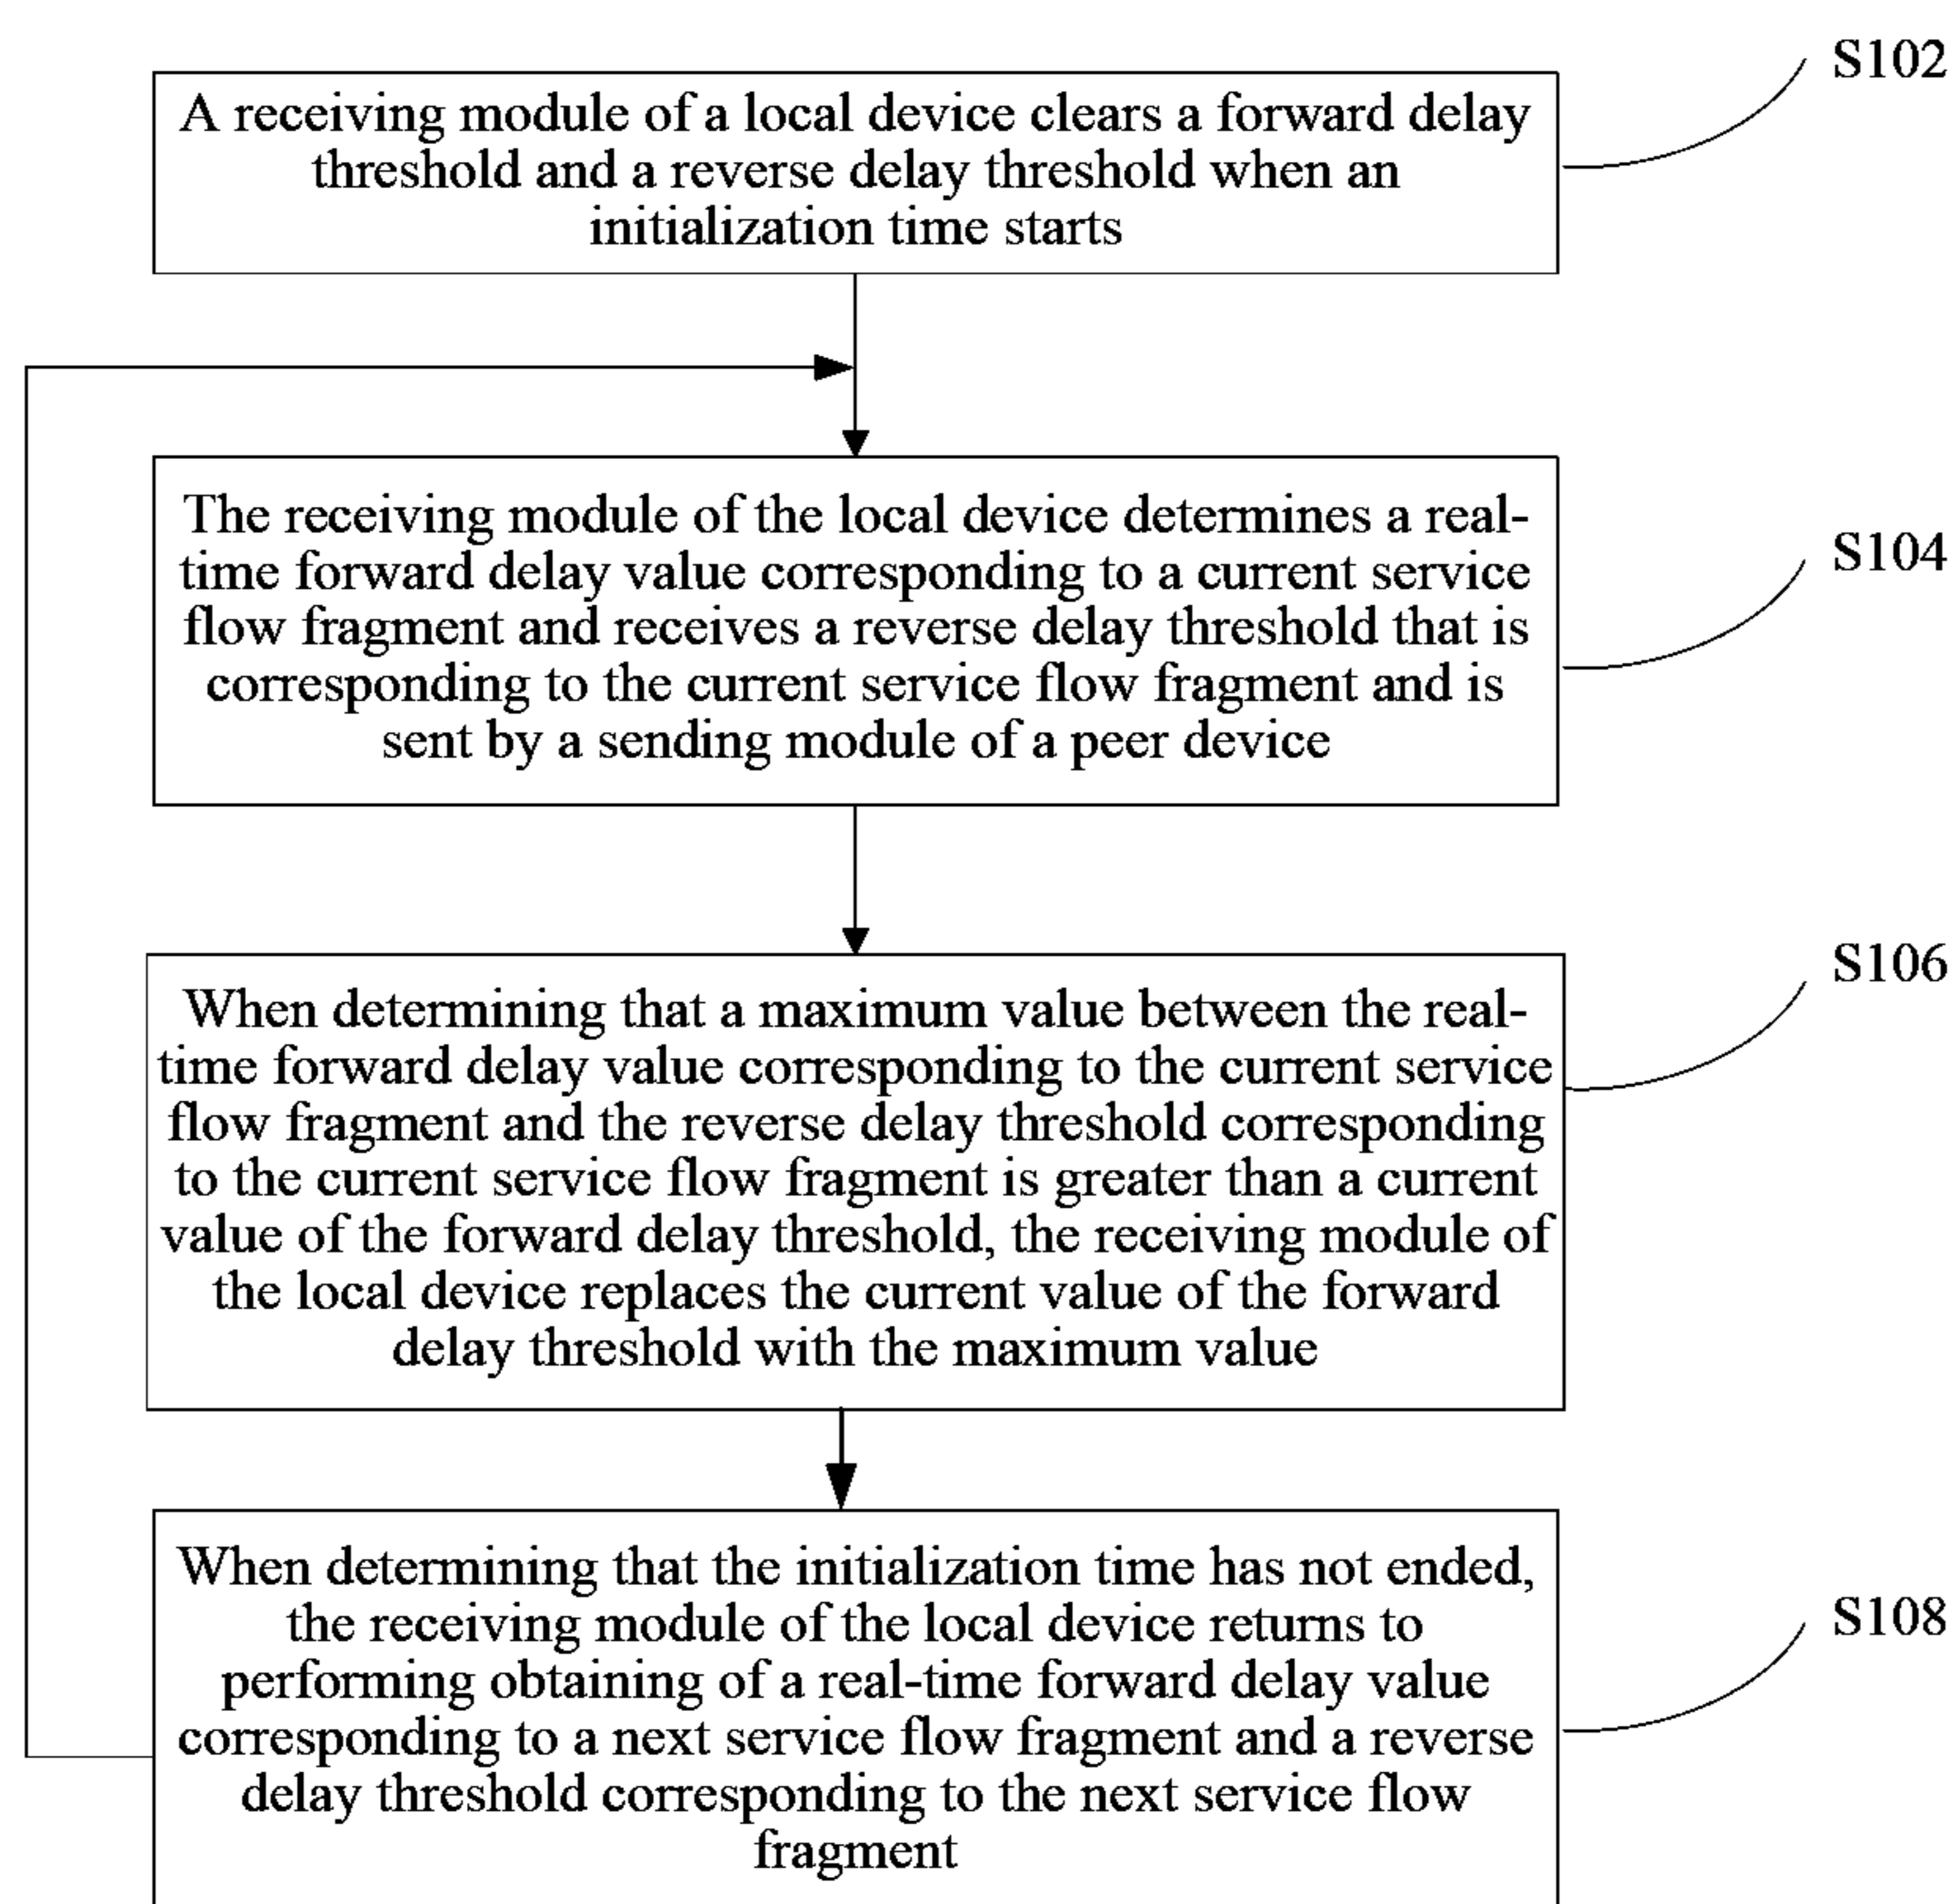 S102
A receiving module of a local device clears a forward delay
threshold and a reverse delay threshold when an
initialization time starts
S104
The receiving module of the local device determines a real-
time forward delay value corresponding to a current service
flow fragment and receives a reverse delay threshold that is
corresponding to the current service flow fragment and is
sent by a sending module of a peer device
S106
When determining that a maximum value between the real-
time forward delay value corresponding to the current service
flow fragment and the reverse delay threshold corresponding
to the current service flow fragment is greater than a current
value of the forward delay threshold, the receiving module of
the local device replaces the current value of the forward
delay threshold with the maximum value
S108
When determining that the initialization time has not ended,
the receiving module of the local device returns to
performing obtaining of a real-time forward delay value
corresponding to a next service flow fragment and a reverse
delay threshold corresponding to the next service flow
fragment